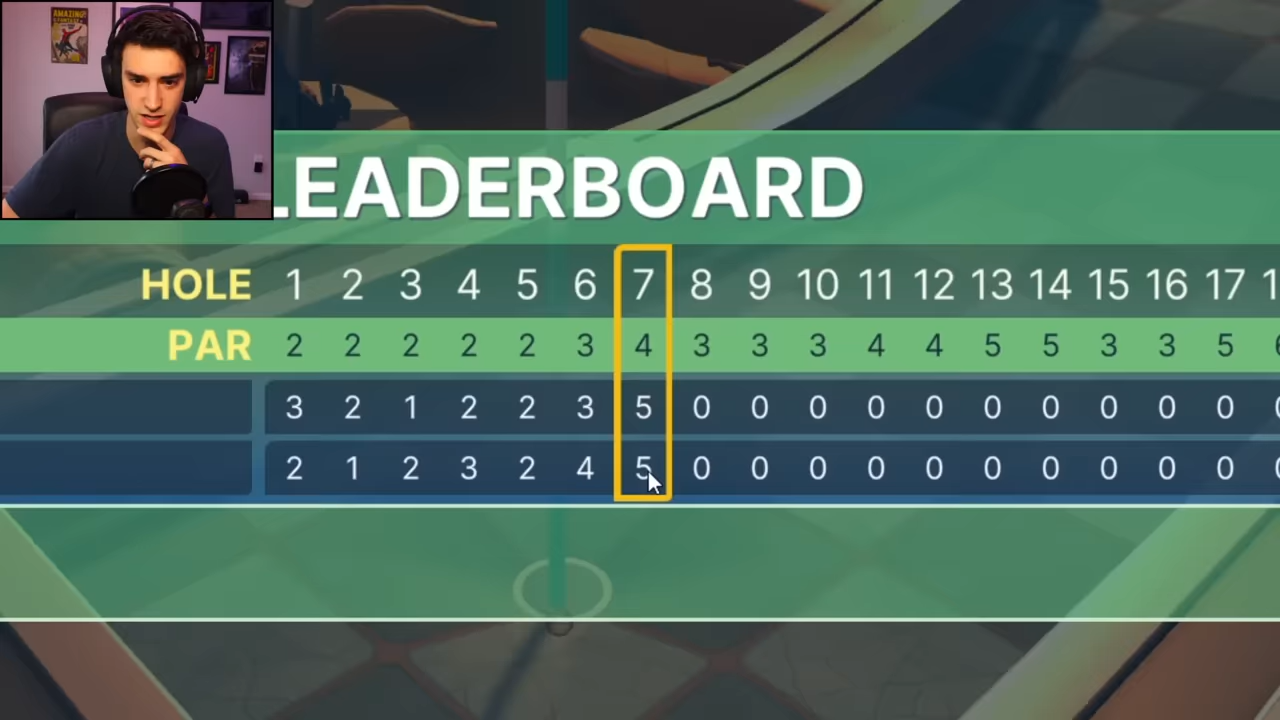 AMAZING
LEADERBOARD
HOLE 1 2 3 4 5 6 7 8 9 10 11 12 13 14 15 16 17 1
PAR 2 2 2 2 2 3 4 3 3 3 4 4 5 5 3 3 5
3 2 1 2 2 3 5 0 0 0 0 0 0 0 0 0 0
2 1 2 3 2 4 5 0 0 0 0 0 0 0 0 0 0